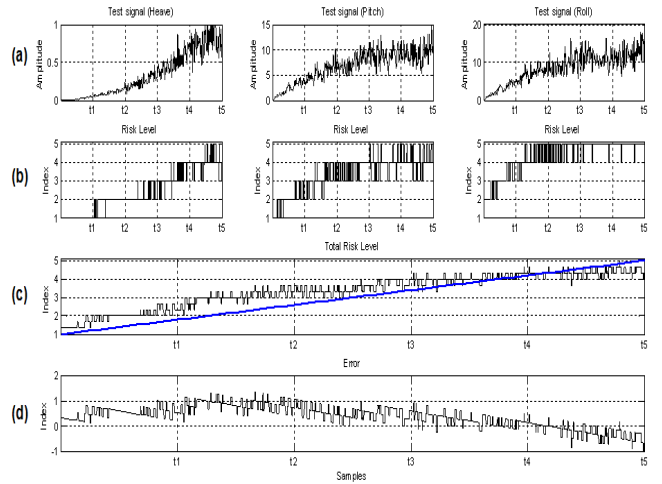 Test signal (Heave) Test signal (Pitch) Test signal (Roll)
(a)
Amplitude Amplitude Amplitude
1 15 20
0.5 10 10
5
0 0 0
t1 t2 t3 t4 t5 t1 t2 t3 t4 t5 t1 t2 t3 t4 t5
Risk Level Risk Level Risk Level
(b)
Index Index Index
5 5 5
4 4 4
3 3 3
2 2 2
1 1 1
t1 t2 t3 t4 t5 t1 t2 t3 t4 t5 t1 t2 t3 t4 t5
Total Risk Level
(c)
Index
5
4
3
2
1
t1 t2 t3 t4 t5
Error
(d)
Index
2
1
0
-1
t1 t2 t3 t4 t5
Samples